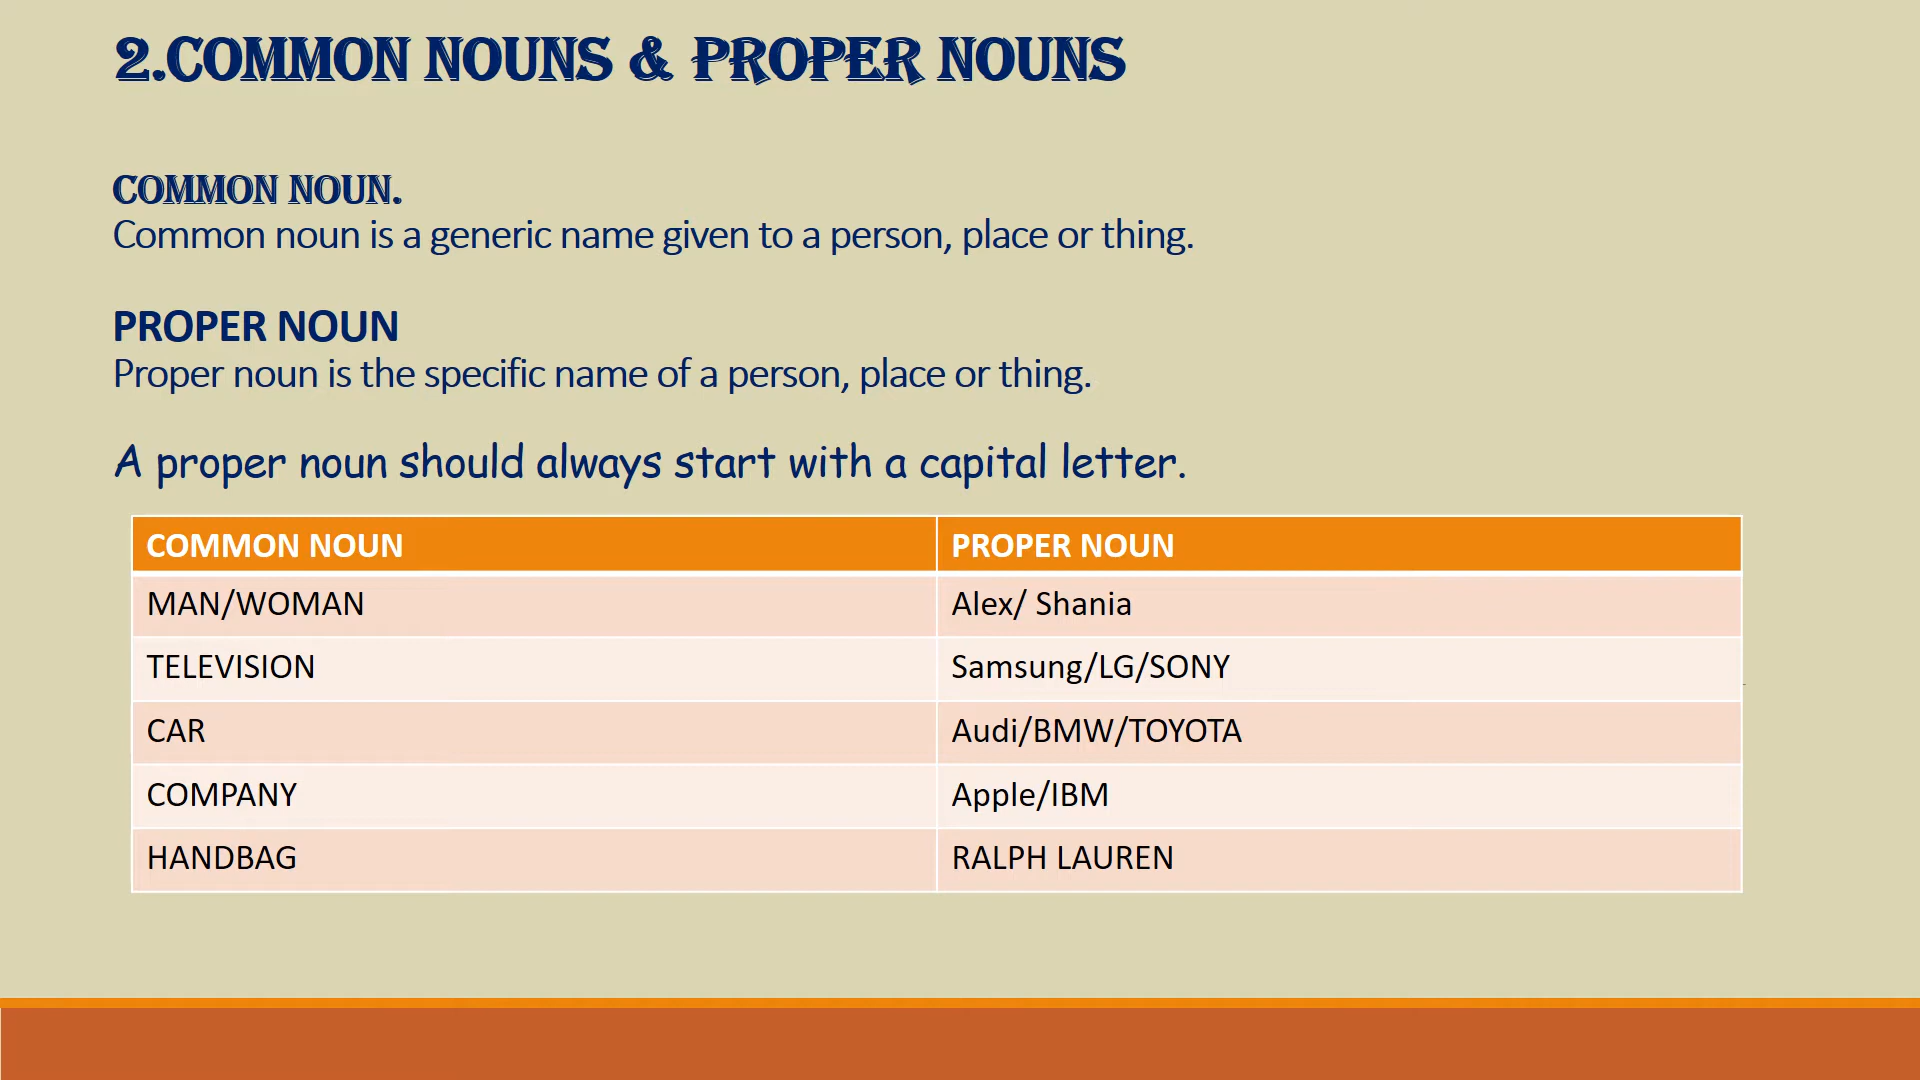 2.COMMON NOUNS & PROPER NOUNS
COMMON NOUN.
Common noun is a generic name given to a person, place or thing.
PROPER NOUN
Proper noun is the specific name of a person, place or thing.
A proper noun should always start with a capital letter.
COMMON NOUN PROPER NOUN
MAN/WOMAN Alex/ Shania
TELEVISION Samsung/LG/SONY
CAR Audi/BMW/TOYOTA
COMPANY Apple/IBM
HANDBAG RALPH LAUREN